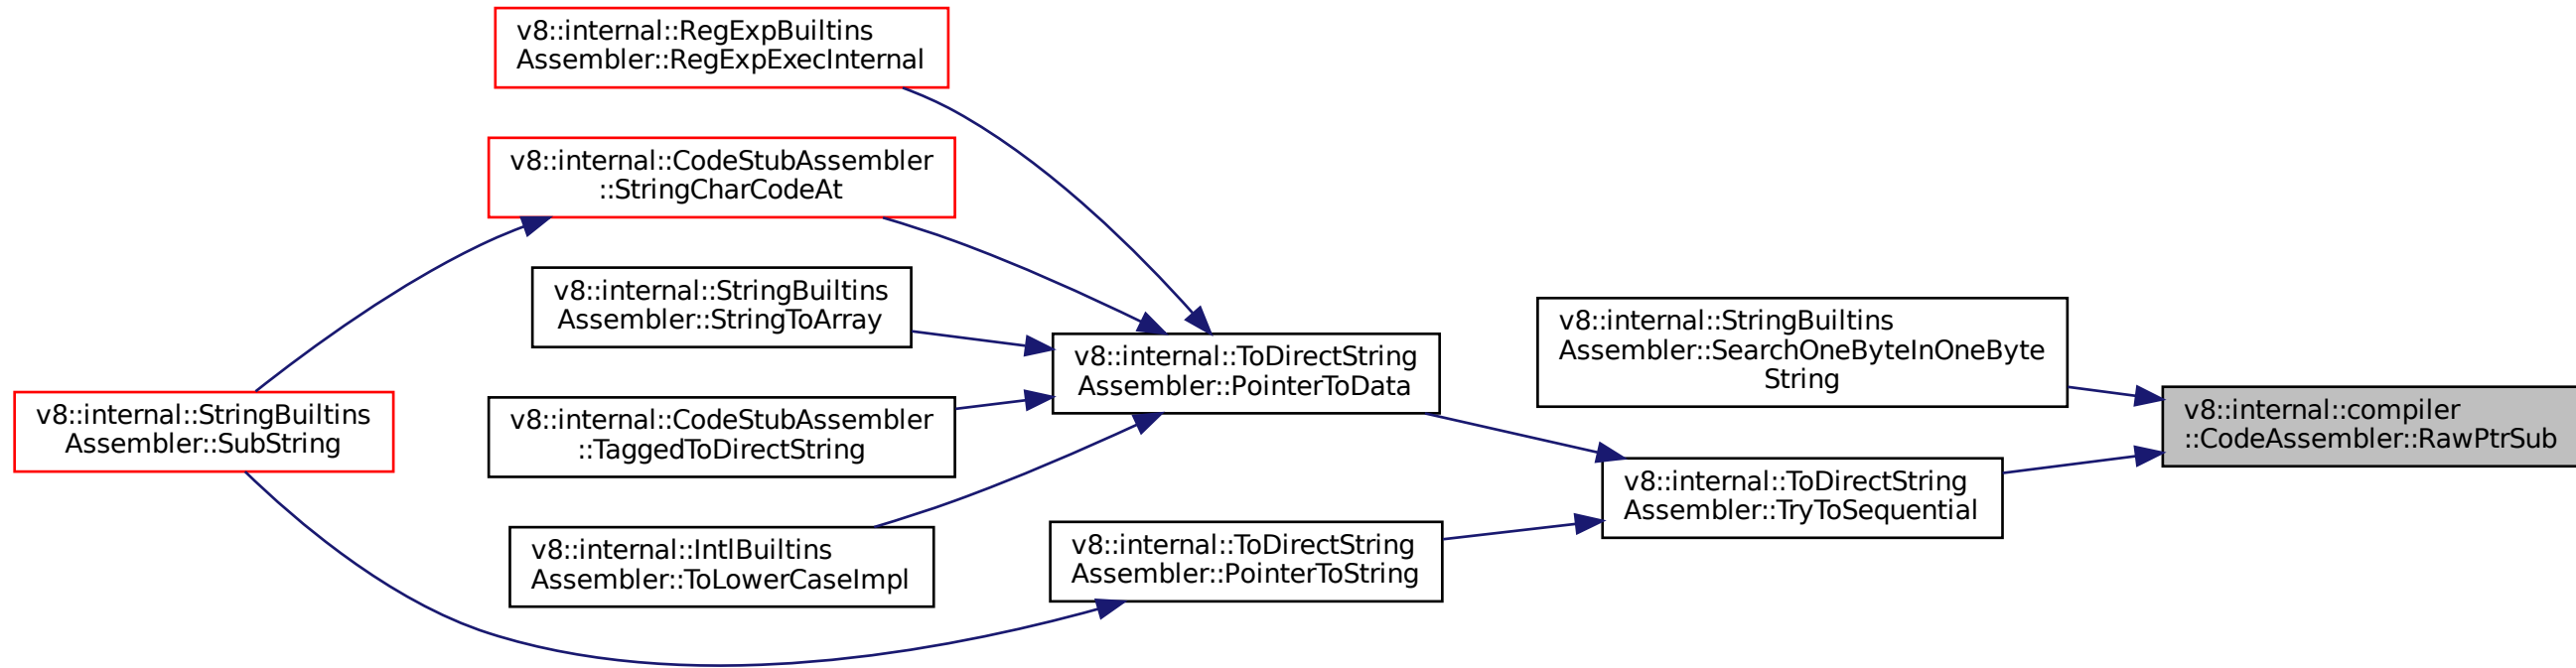 v8::internal::RegExpBuiltins
Assembler::RegExpExecInternal
v8::internal::CodeStubAssembler
::StringCharCodeAt
v8::internal::StringBuiltins
Assembler::StringToArray
v8::internal::StringBuiltins
Assembler::SearchOneByteInOneByte
String
v8::internal::ToDirectString
Assembler::PointerToData
v8::internal::StringBuiltins
Assembler::SubString
v8::internal::compiler
::CodeAssembler::RawPtrSub
v8::internal::CodeStubAssembler
::TaggedToDirectString
v8::internal::ToDirectString
Assembler::TryToSequential
v8::internal::IntlBuiltins
Assembler::ToLowerCaseImpl
v8::internal::ToDirectString
Assembler::PointerToString